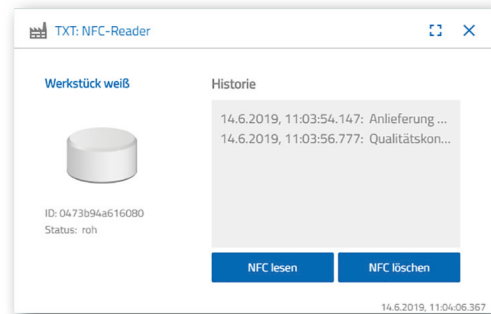 TXT: NFC-Reader
Werkstück weiß
ID: 0473b94a616080
Status: roh
Historie
14.6.2019, 11:03:54.147: Anlieferung ...
14.6.2019, 11:03:56.777: Qualitätskon...
NFC lesen
NFC löschen
14.6.2019, 11:04:06.367